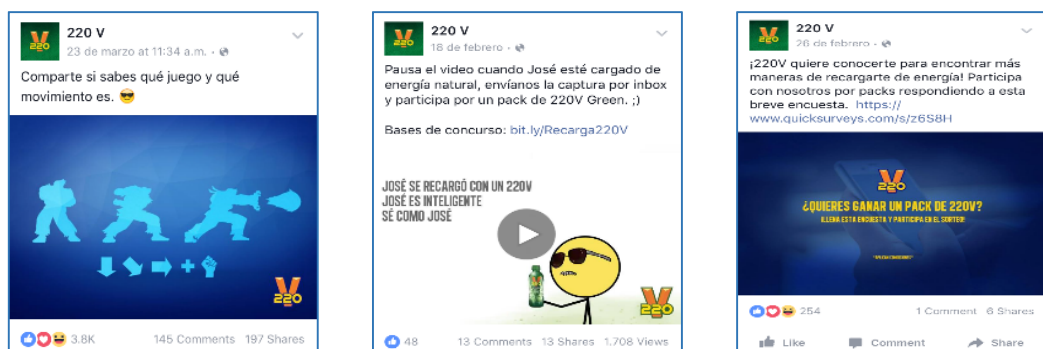 220 V
23 de marzo at 11:34 a.m.
Comparte si sabes qué juego y qué
movimiento es. 😎
V
220
3.8K 145 Comments 197 Shares
220 V
18 de febrero
Pausa el video cuando José esté cargado de
energía natural, envíanos la captura por inbox
y participa por un pack de 220V Green. ;)
Bases de concurso: bit.ly/Recarga220V
JOSÉ SE RECARGÓ CON UN 220V
JOSÉ ES INTELIGENTE
SÉ COMO JOSÉ
V
220
48 13 Comments 13 Shares 1.708 Views
220 V
26 de febrero
¡220V quiere conocerte para encontrar más
maneras de recargarte de energía! Participa
con nosotros por packs respondiendo a esta
breve encuesta. https://
www.quicksurveys.com/s/z6S8H
V
220
¿QUIERES GANAR UN PACK DE 220V?
LLENA ESTA ENCUESTA Y PARTICIPA EN EL SORTEO!
254 1 Comment 6 Shares
Like Comment Share